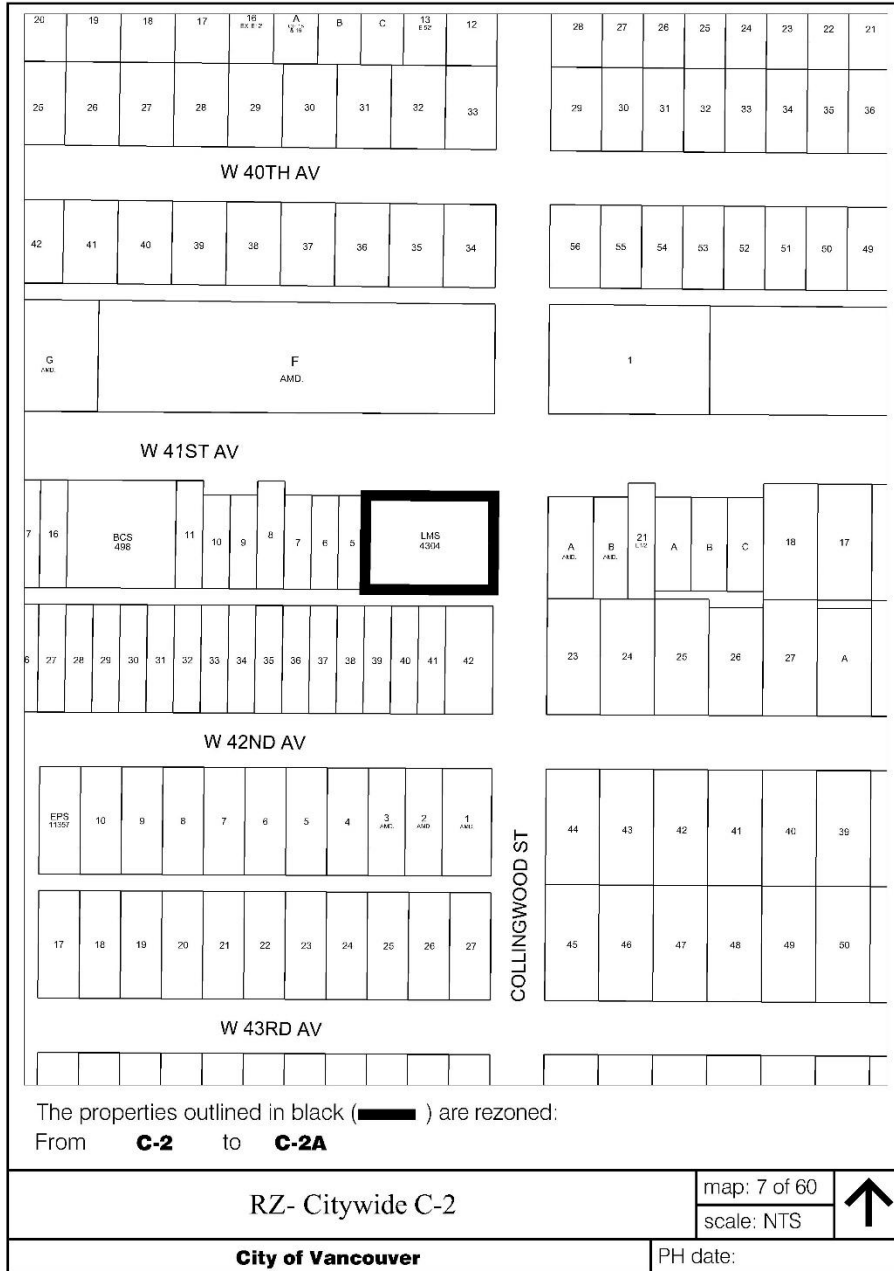 20 19 18 17 16 A B C 13 12 28 27 26 25 24 23 22 21
E 52'
25 26 27 28 29 30 31 32 33 29 30 31 32 33 34 35 36
W 40TH AV
42 41 40 39 38 37 36 35 34 56 55 54 53 52 51 50 49
G F 1
AMD. AMD.
W 41ST AV
7 16 BCS 11 10 9 8 7 6 5 LMS A B 21 A B C 18 17
498 4304 AMD. AMD.
6 27 28 29 30 31 32 33 34 35 36 37 38 39 40 41 42 23 24 25 26 27 A
W 42ND AV
EPS 10 9 8 7 6 5 4 3 2 1 44 43 42 41 40 39
11357 AMD. AMD AMD
COLLINGWOOD ST
17 18 19 20 21 22 23 24 25 26 27 45 46 47 48 49 50
W 43RD AV
The properties outlined in black ( ) are rezoned:
From C-2 to C-2A
RZ- Citywide C-2
map: 7 of 60
scale: NTS
City of Vancouver
PH date: